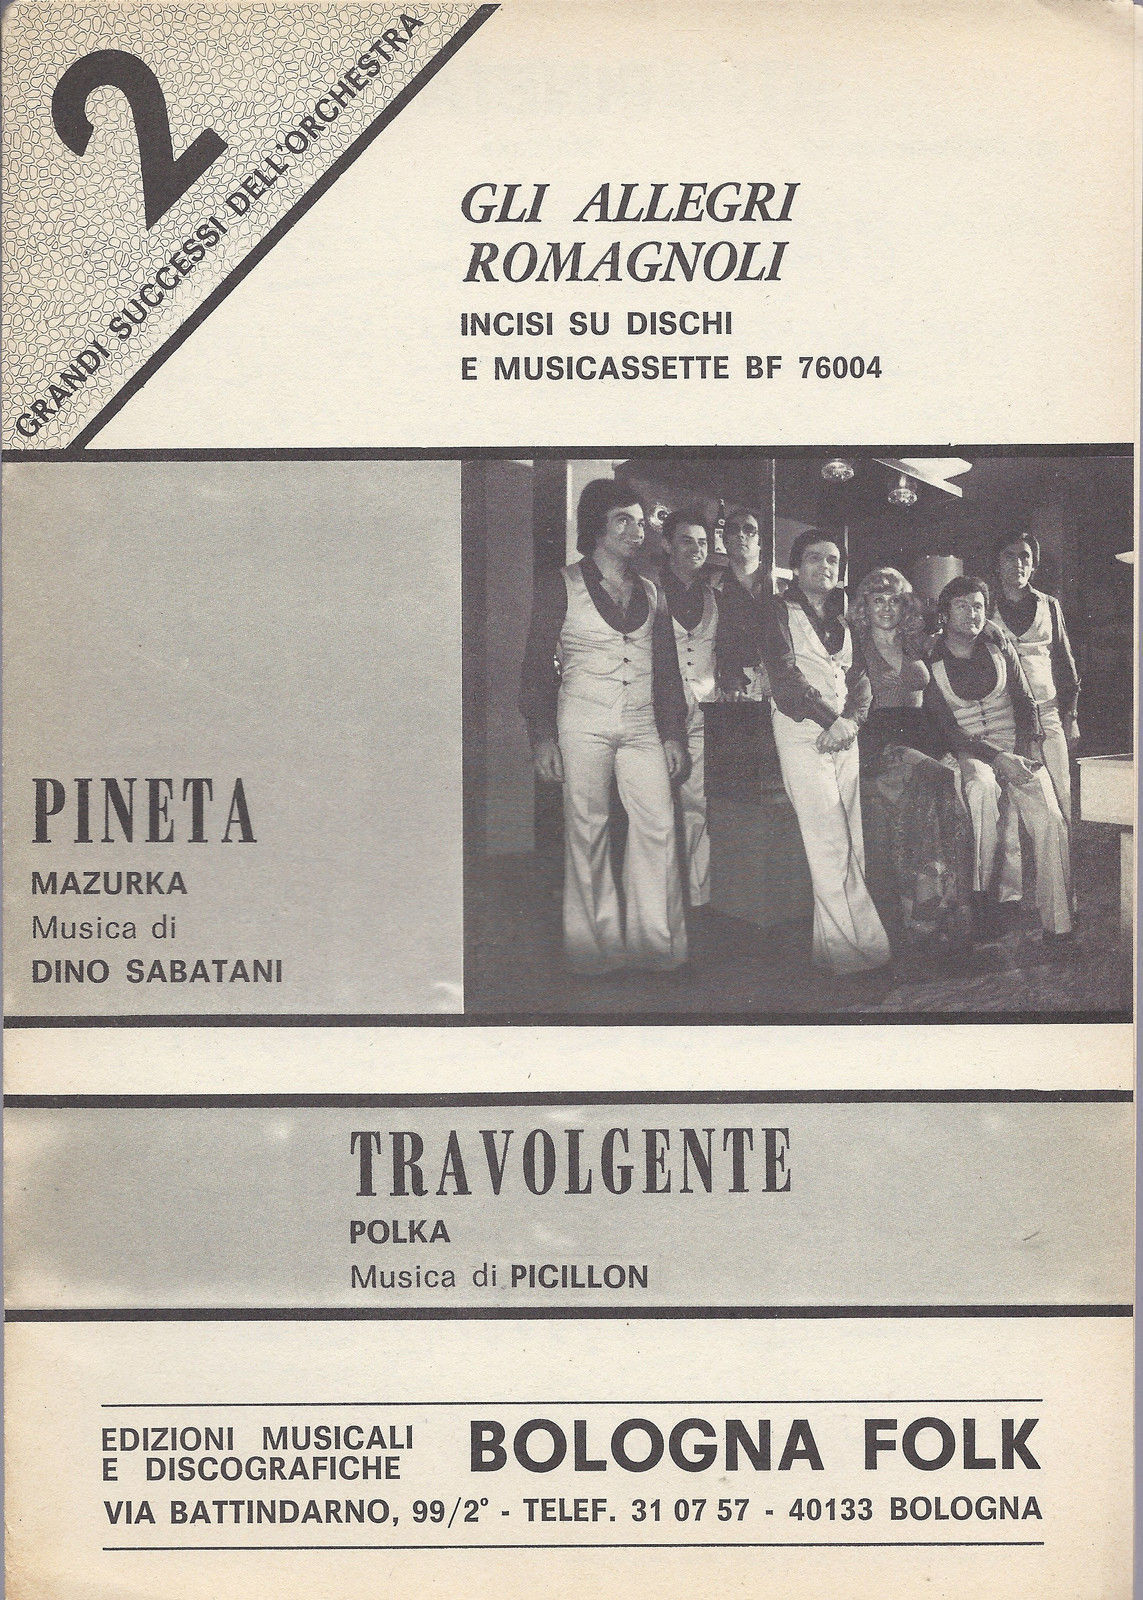 2
GRANDI SUCCESSI DELL'ORCHESTRA
GLI ALLEGRI
ROMAGNOLI
INCISI SU DISCHI
E MUSICASSETTE BF 76004
PINETA
MAZURKA
Musica di
DINO SABATANI
TRAVOLGENTE
POLKA
Musica di PICILLON
EDIZIONI MUSICALI
E DISCOGRAFICHE
BOLOGNA FOLK
VIA BATTINDARNO, 99/2° - TELEF. 31 07 57 - 40133 BOLOGNA